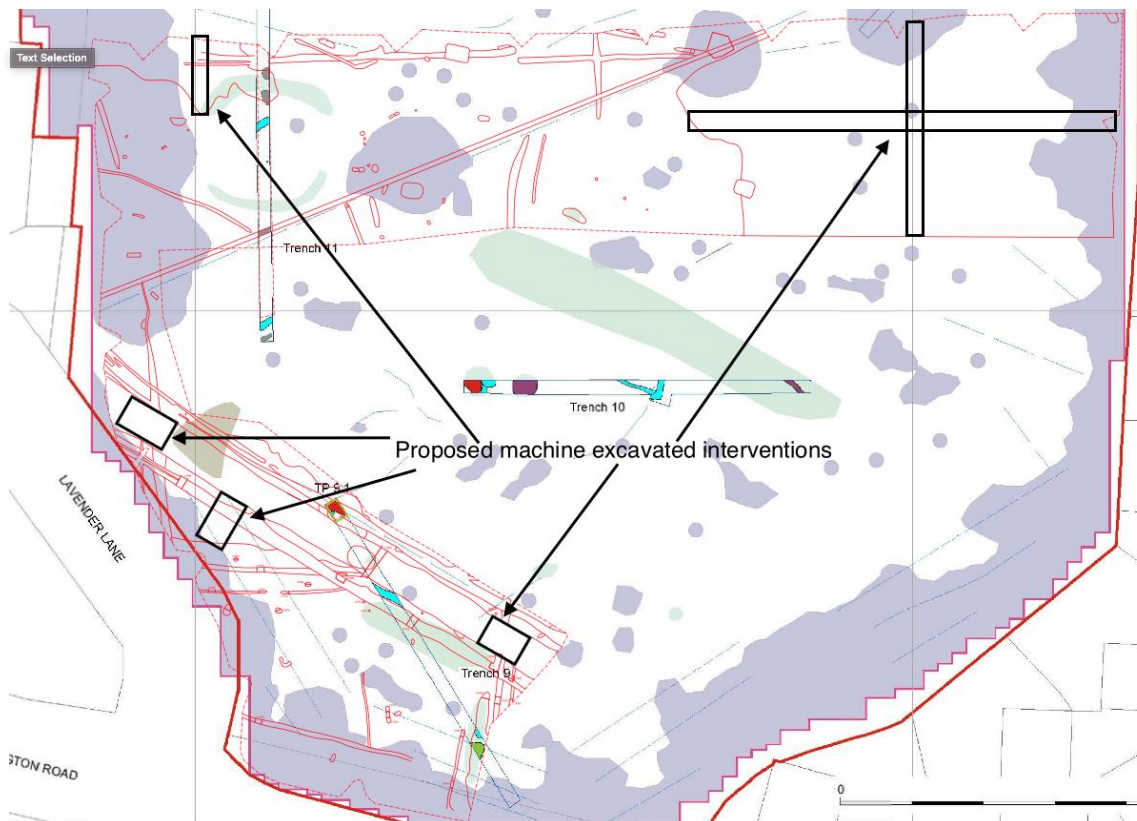 Text Selection
Trench 11
Trench 10
Proposed machine excavated interventions
TP 9.1
LAVENDER LANE
Trench 9
STON ROAD
0